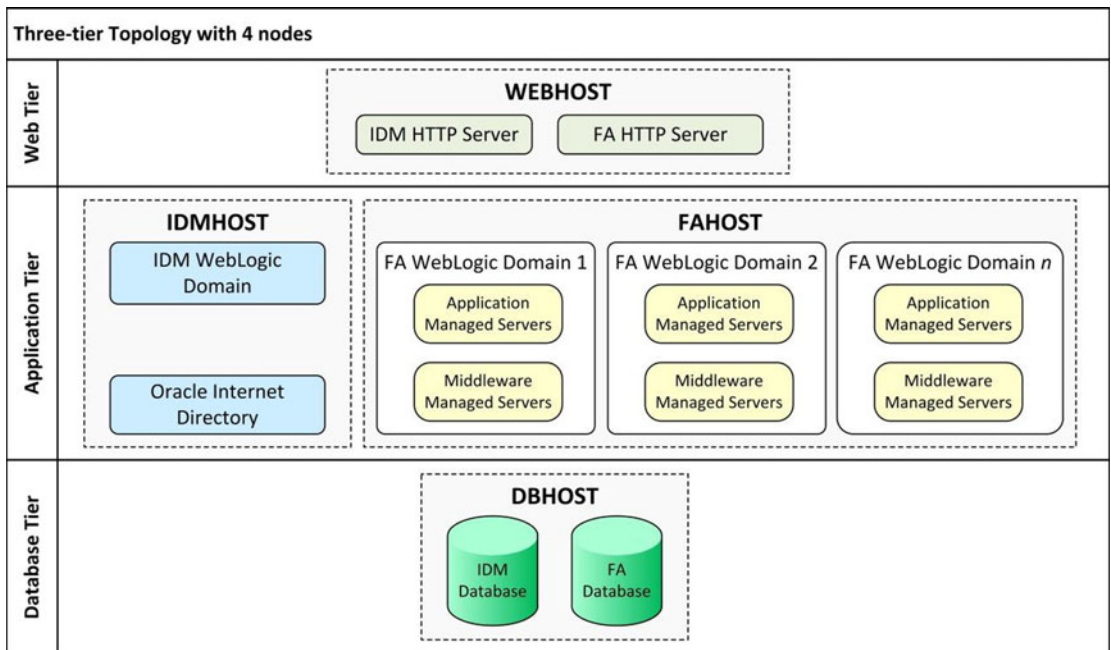 Three-tier Topology with 4 nodes
Web Tier
WEBHOST
IDM HTTP Server
FA HTTP Server
Application Tier
IDMHOST
IDM WebLogic
Domain
Oracle Internet
Directory
FAHOST
FA WebLogic Domain 1
Application
Managed Servers
Middleware
Managed Servers
FA WebLogic Domain 2
Application
Managed Servers
Middleware
Managed Servers
FA WebLogic Domain n
Application
Managed Servers
Middleware
Managed Servers
Database Tier
DBHOST
IDM
Database
FA
Database